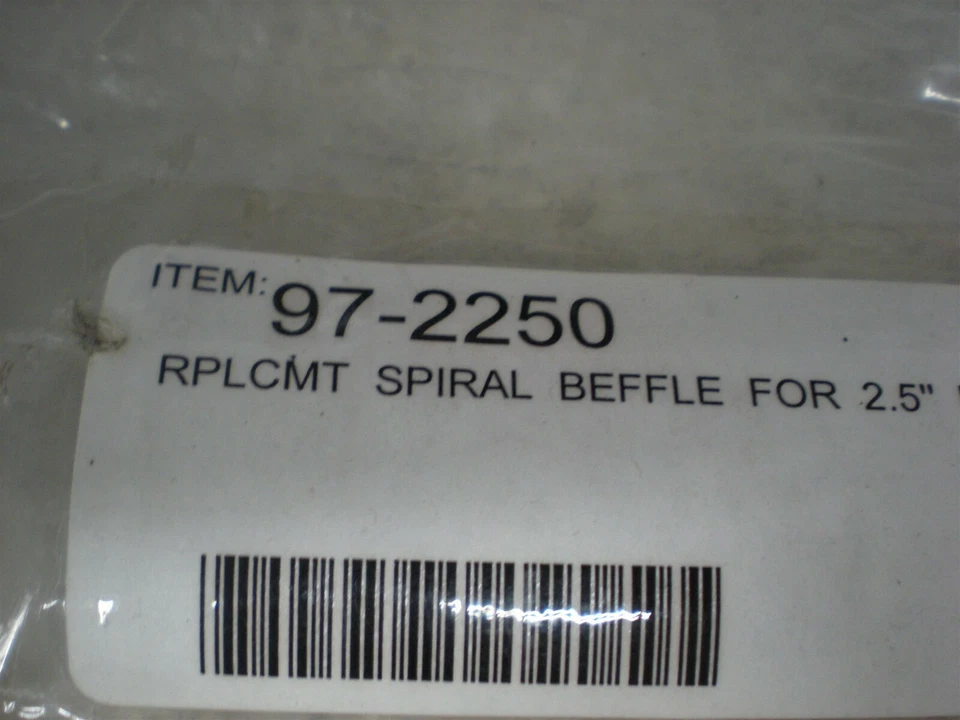 ITEM: 97-2250
RPLCMT SPIRAL BEFFLE FOR 2.5"